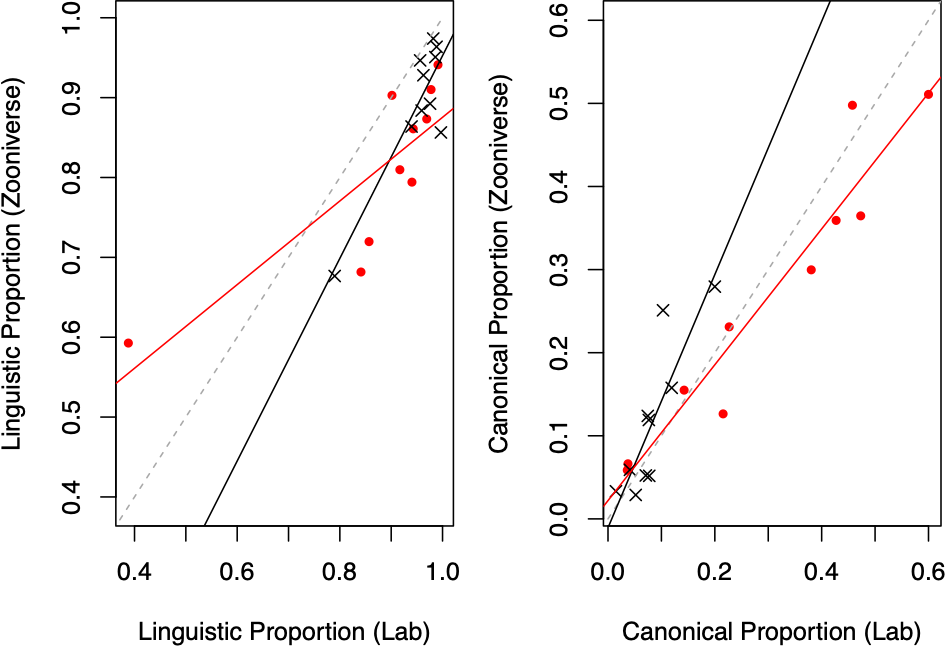 Linguistic Proportion (Zooniverse)
1.0
0.9
0.8
0.7
0.6
0.5
0.4
0.4 0.6 0.8 1.0
Linguistic Proportion (Lab)
Canonical Proportion (Zooniverse)
0.6
0.5
0.4
0.3
0.2
0.1
0.0
0.0 0.2 0.4 0.6
Canonical Proportion (Lab)